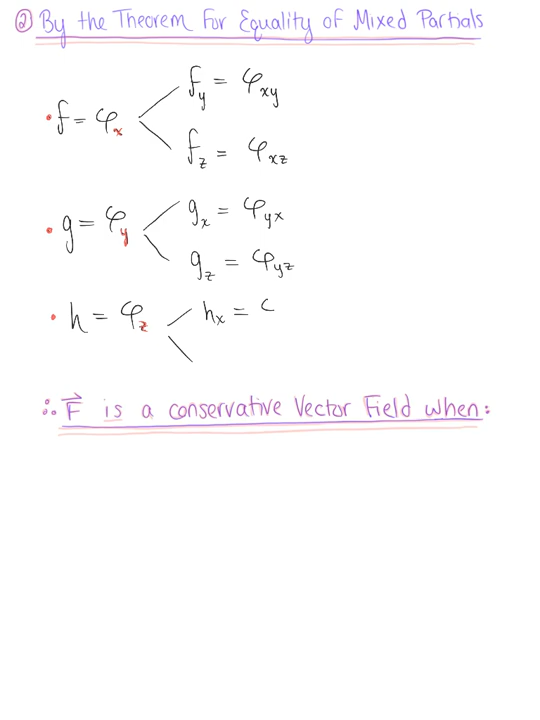 ② By the Theorem For Equality of Mixed Partials
f_y = φ_xy
• f = φ_x
f_z = φ_xz
g_x = φ_yx
• g = φ_y
g_z = φ_yz
• h = φ_z h_x =
∴ F⃗ is a conservative Vector Field when: